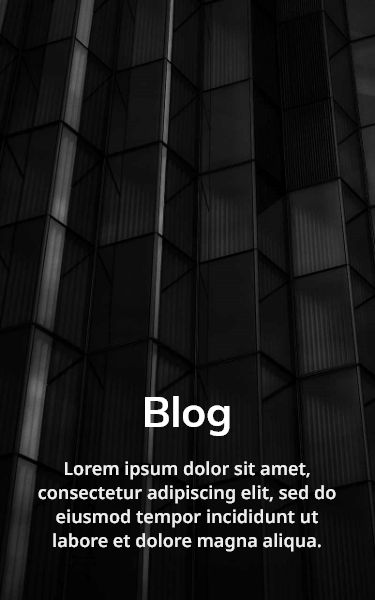 Blog
Lorem ipsum dolor sit amet,
consectetur adipiscing elit, sed do
eiusmod tempor incididunt ut
labore et dolore magna aliqua.